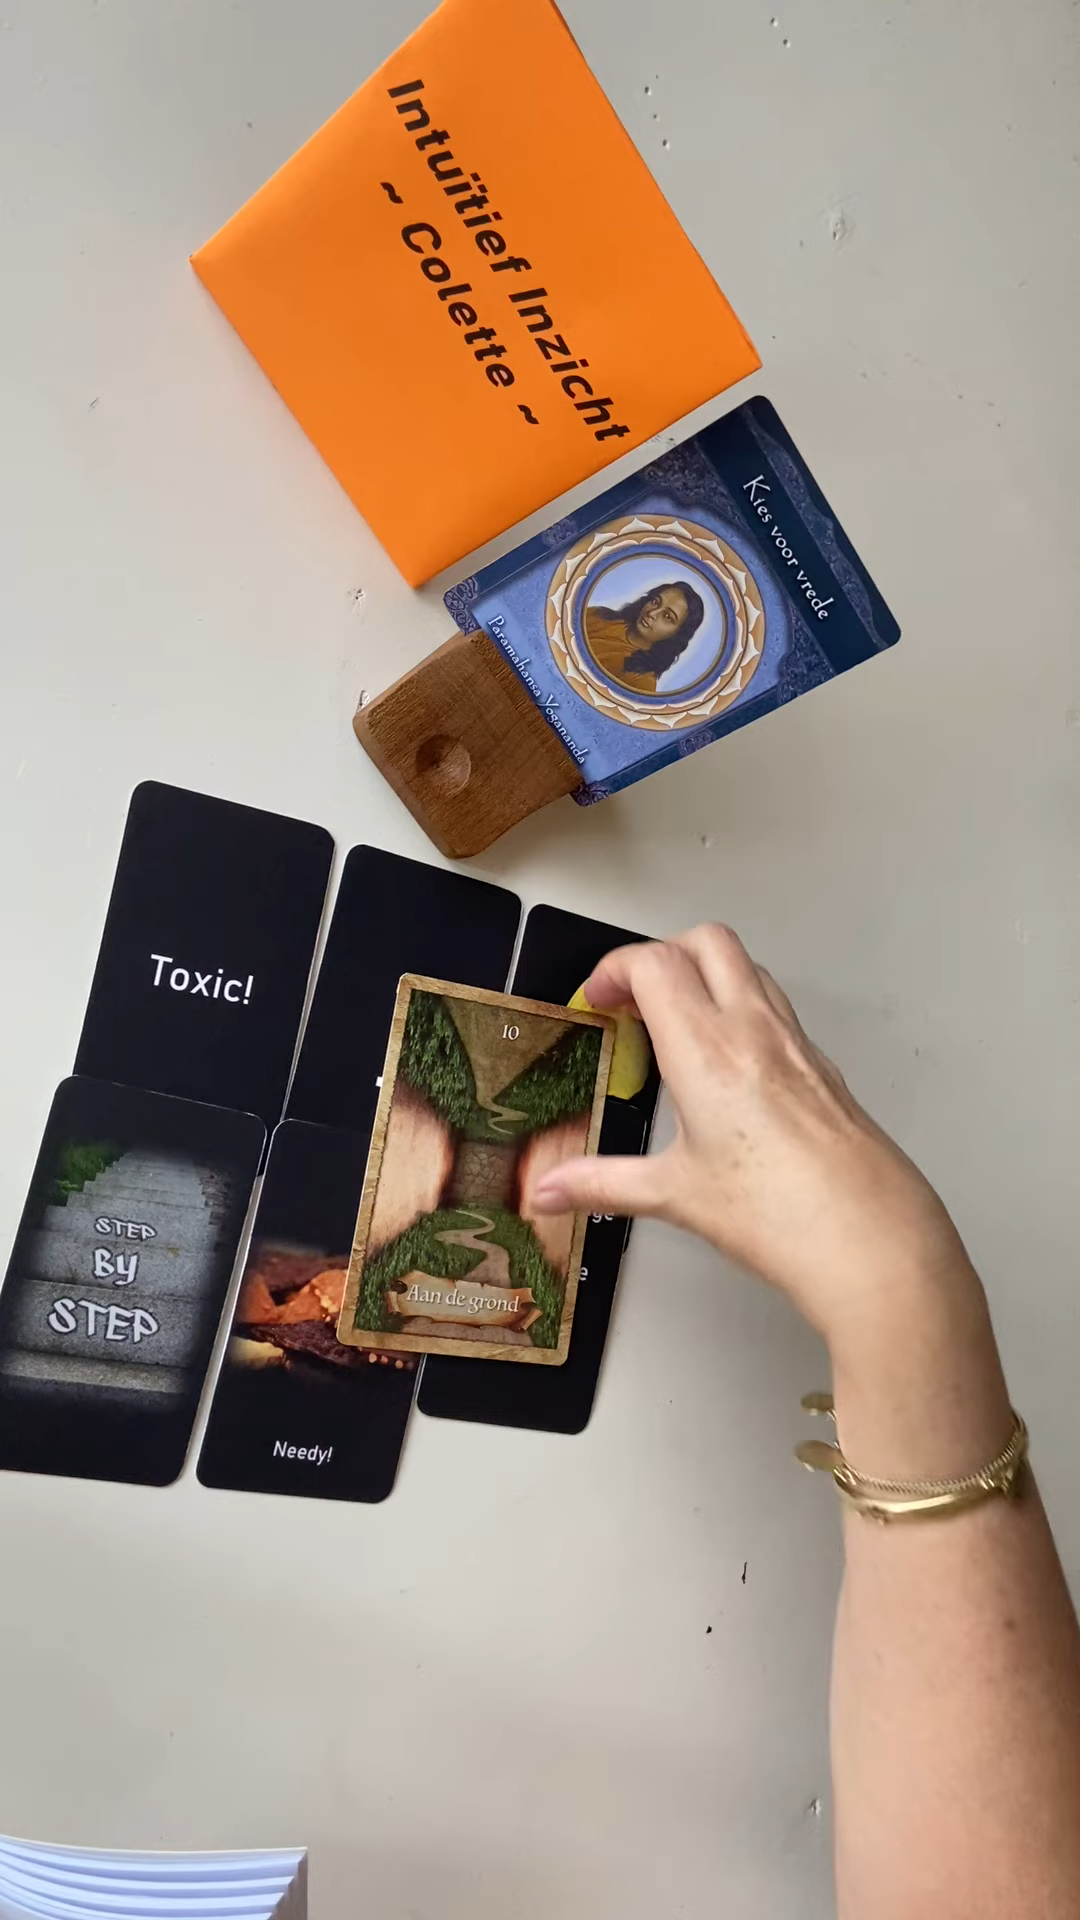 Intuïtief Inzicht
~ Colette ~
Kies voor vrede
Paramahansa Yogananda
Toxic!
10
Aan de grond
STEP
BY
STEP
Needy!